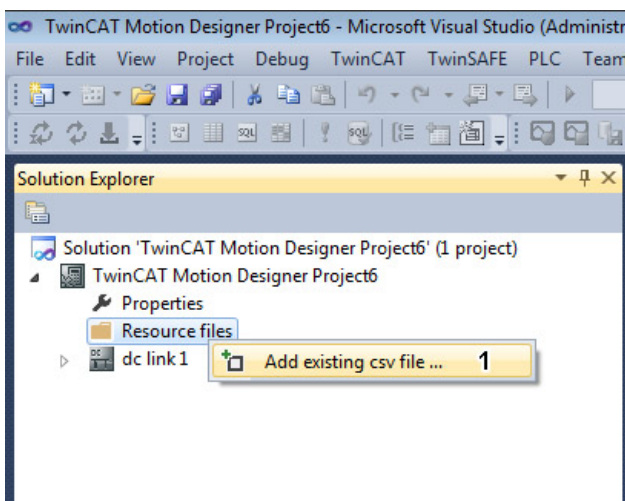 TwinCAT Motion Designer Project6 - Microsoft Visual Studio (Administr
File Edit View Project Debug TwinCAT TwinSAFE PLC Team
Solution Explorer
Solution 'TwinCAT Motion Designer Project6' (1 project)
TwinCAT Motion Designer Project6
Properties
Resource files
dc link 1
Add existing csv file ... 1